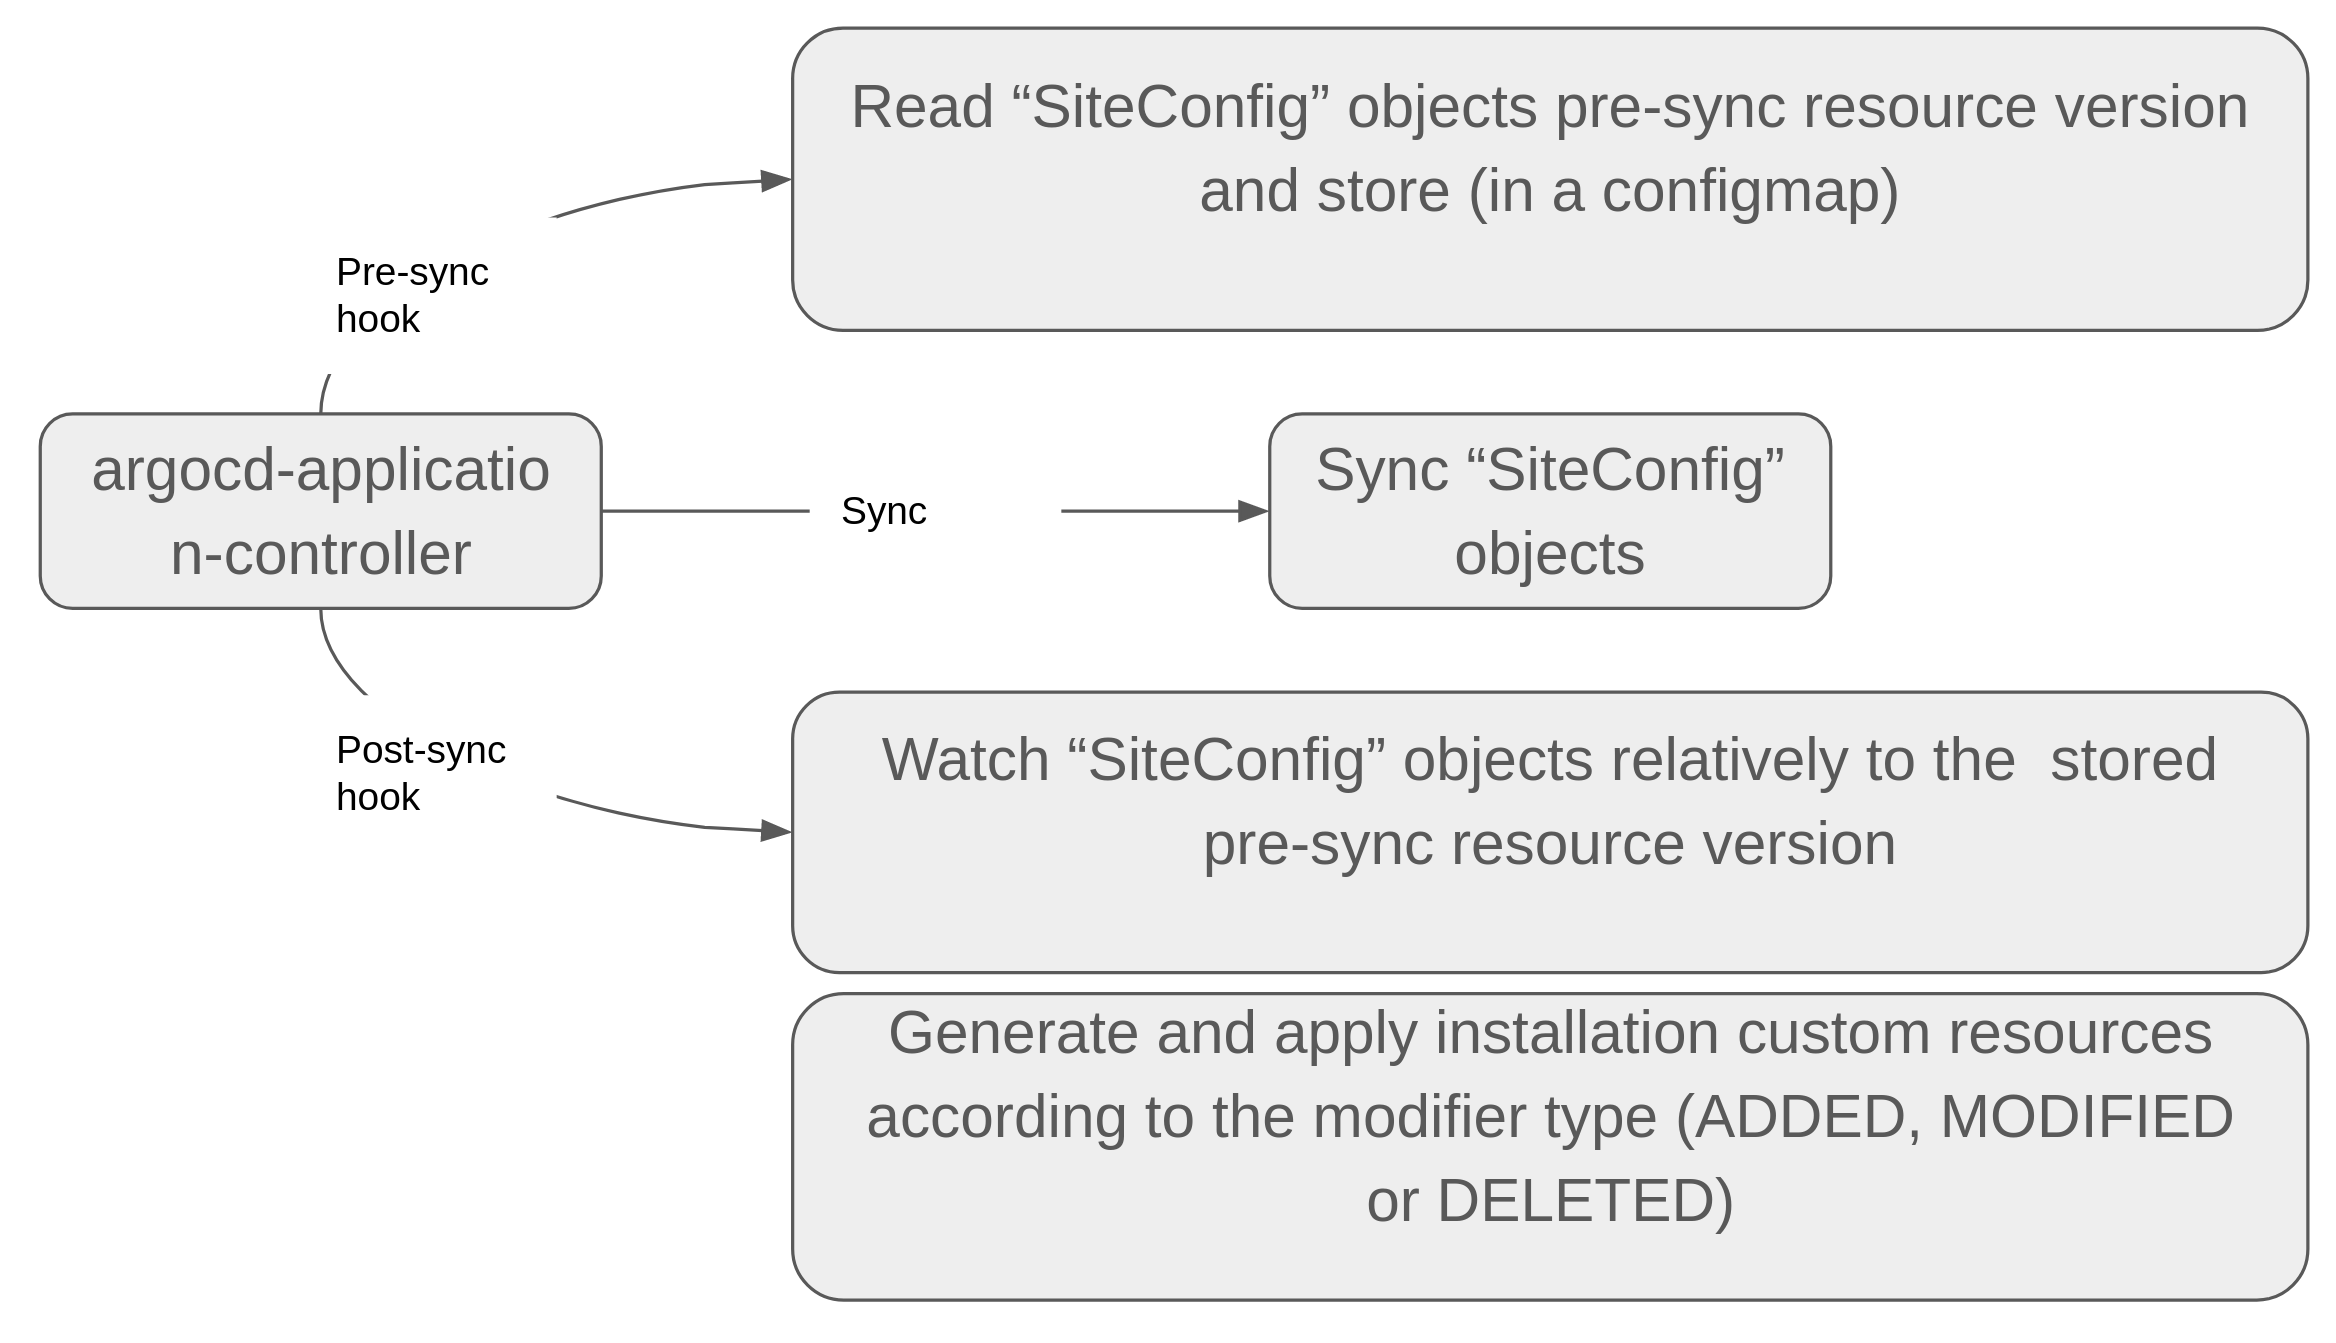 Read “SiteConfig” objects pre-sync resource version
and store (in a configmap)
Pre-sync
hook
argocd-applicatio
n-controller
Sync
Sync “SiteConfig”
objects
Post-sync
hook
Watch “SiteConfig” objects relatively to the  stored
pre-sync resource version
Generate and apply installation custom resources
according to the modifier type (ADDED, MODIFIED
or DELETED)